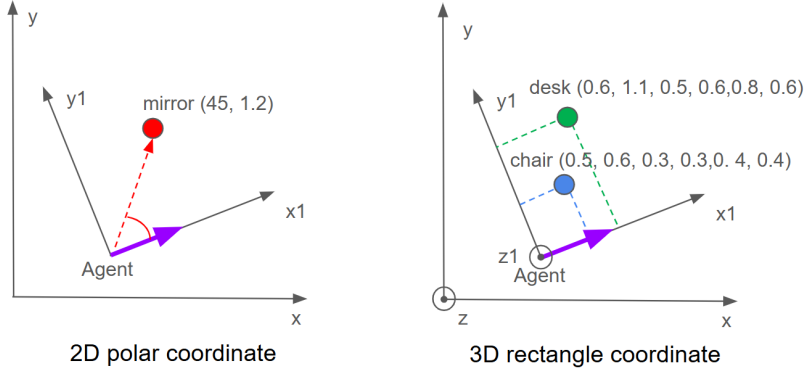 y
y1
mirror (45, 1.2)
x1
Agent
x
2D polar coordinate
y
desk (0.6, 1.1, 0.5, 0.6,0.8, 0.6)
y1
chair (0.5, 0.6, 0.3, 0.3,0. 4, 0.4)
x1
z1
Agent
z
x
3D rectangle coordinate